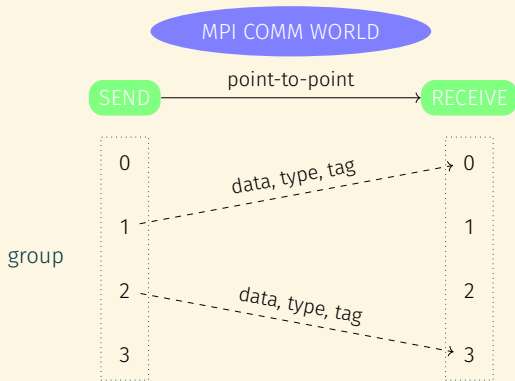 MPI COMM WORLD
point-to-point
SEND
RECEIVE
0
0
data, type, tag
1
1
group
2
2
data, type, tag
3
3